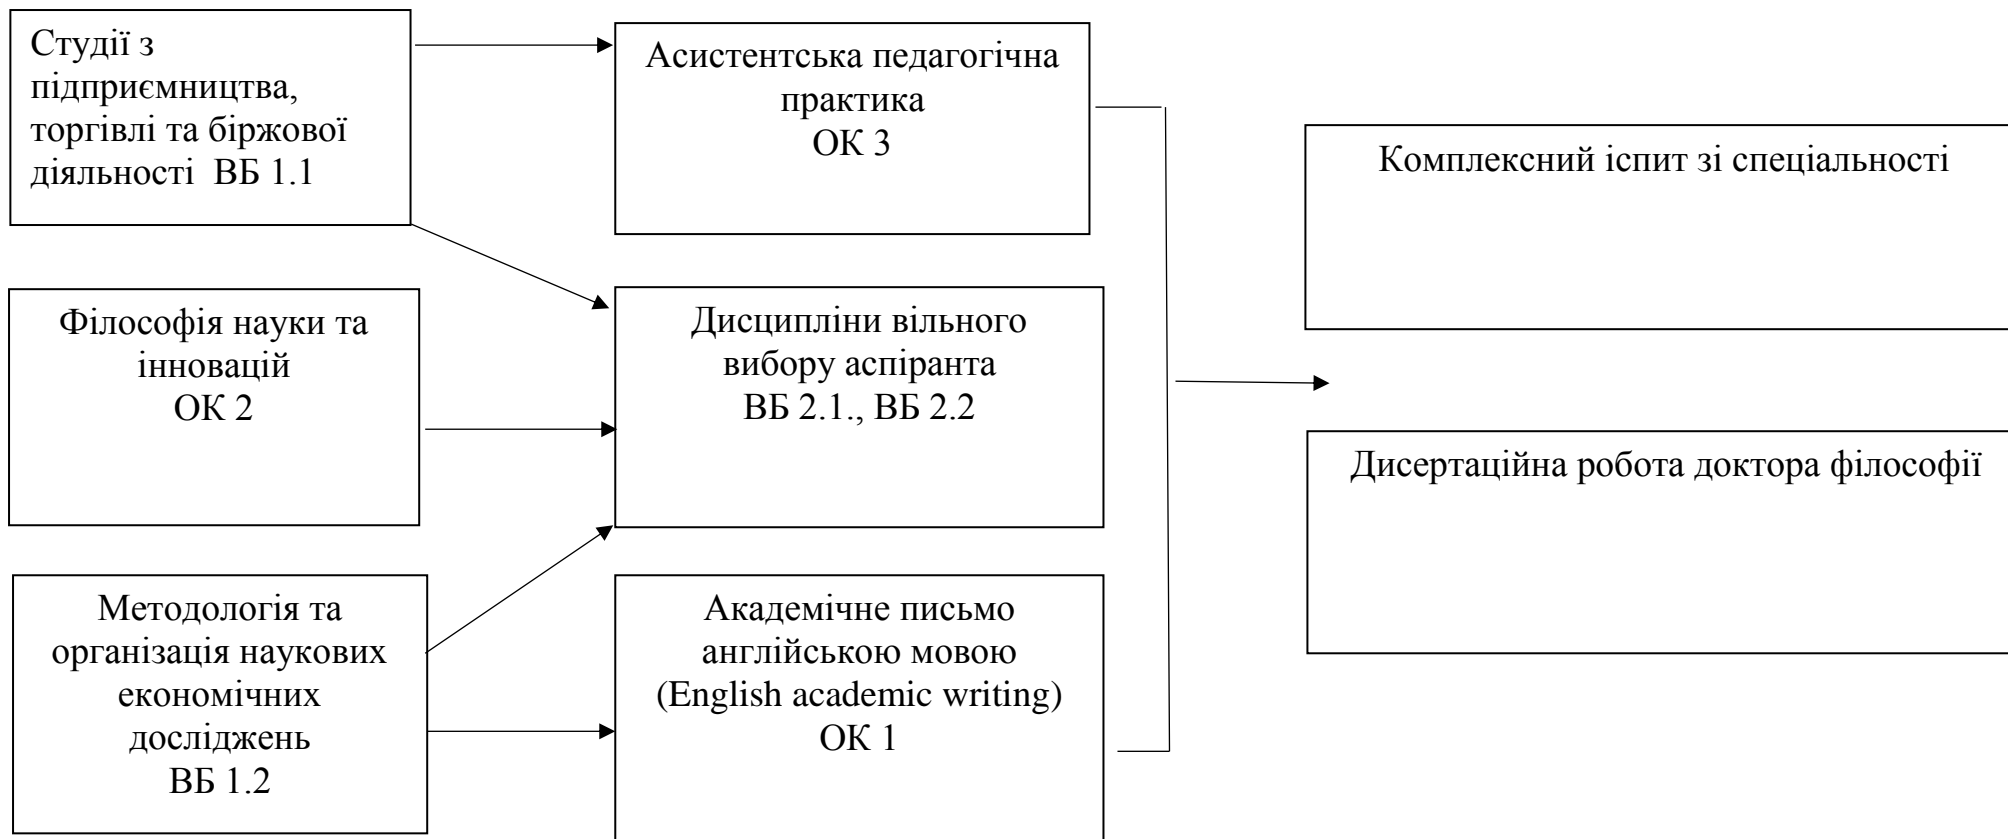 Студії з
підприємництва,
торгівлі та біржової
діяльності  ВБ 1.1
Асистентська педагогічна
практика
ОК 3
Комплексний іспит зі спеціальності
Філософія науки та
інновацій
ОК 2
Дисципліни вільного
вибору аспіранта
ВБ 2.1., ВБ 2.2
Дисертаційна робота доктора філософії
Методологія та
організація наукових
економічних
досліджень
ВБ 1.2
Академічне письмо
англійською мовою
(English academic writing)
ОК 1